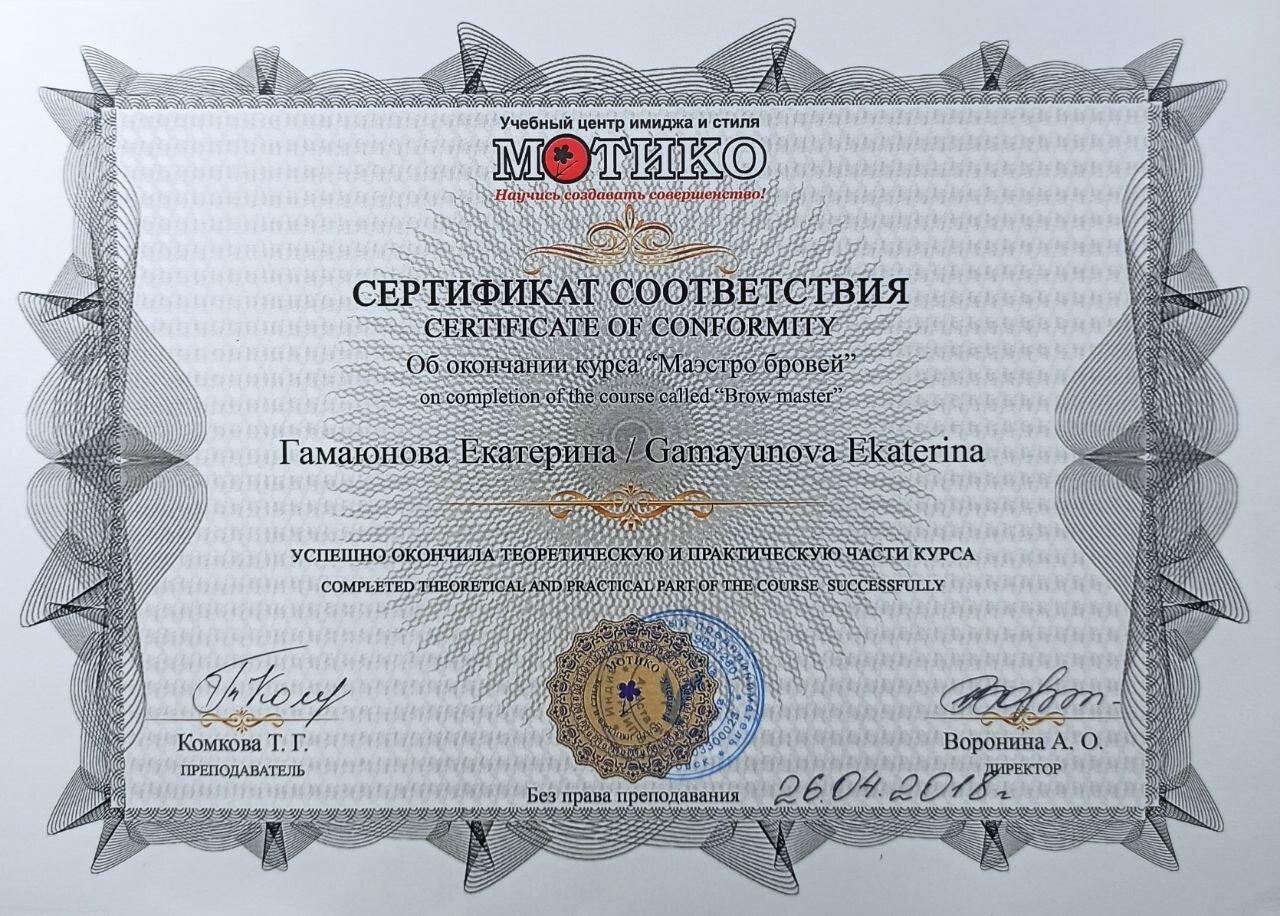 Учебный центр имиджа и стиля
МОТИКО
Научись создавать совершенство!
СЕРТИФИКАТ СООТВЕТСТВИЯ
CERTIFICATE OF CONFORMITY
Об окончании курса “Маэстро бровей”
on completion of the course called “Brow master”
Гамаюнова Екатерина / Gamayunova Ekaterina
УСПЕШНО ОКОНЧИЛА ТЕОРЕТИЧЕСКУЮ И ПРАКТИЧЕСКУЮ ЧАСТИ КУРСА
COMPLETED THEORETICAL AND PRACTICAL PART OF THE COURSE SUCCESSFULLY
МОТИКО
Комкова Т. Г.
ПРЕПОДАВАТЕЛЬ
Воронина А. О.
ДИРЕКТОР
Без права преподавания
26.04.2018г.